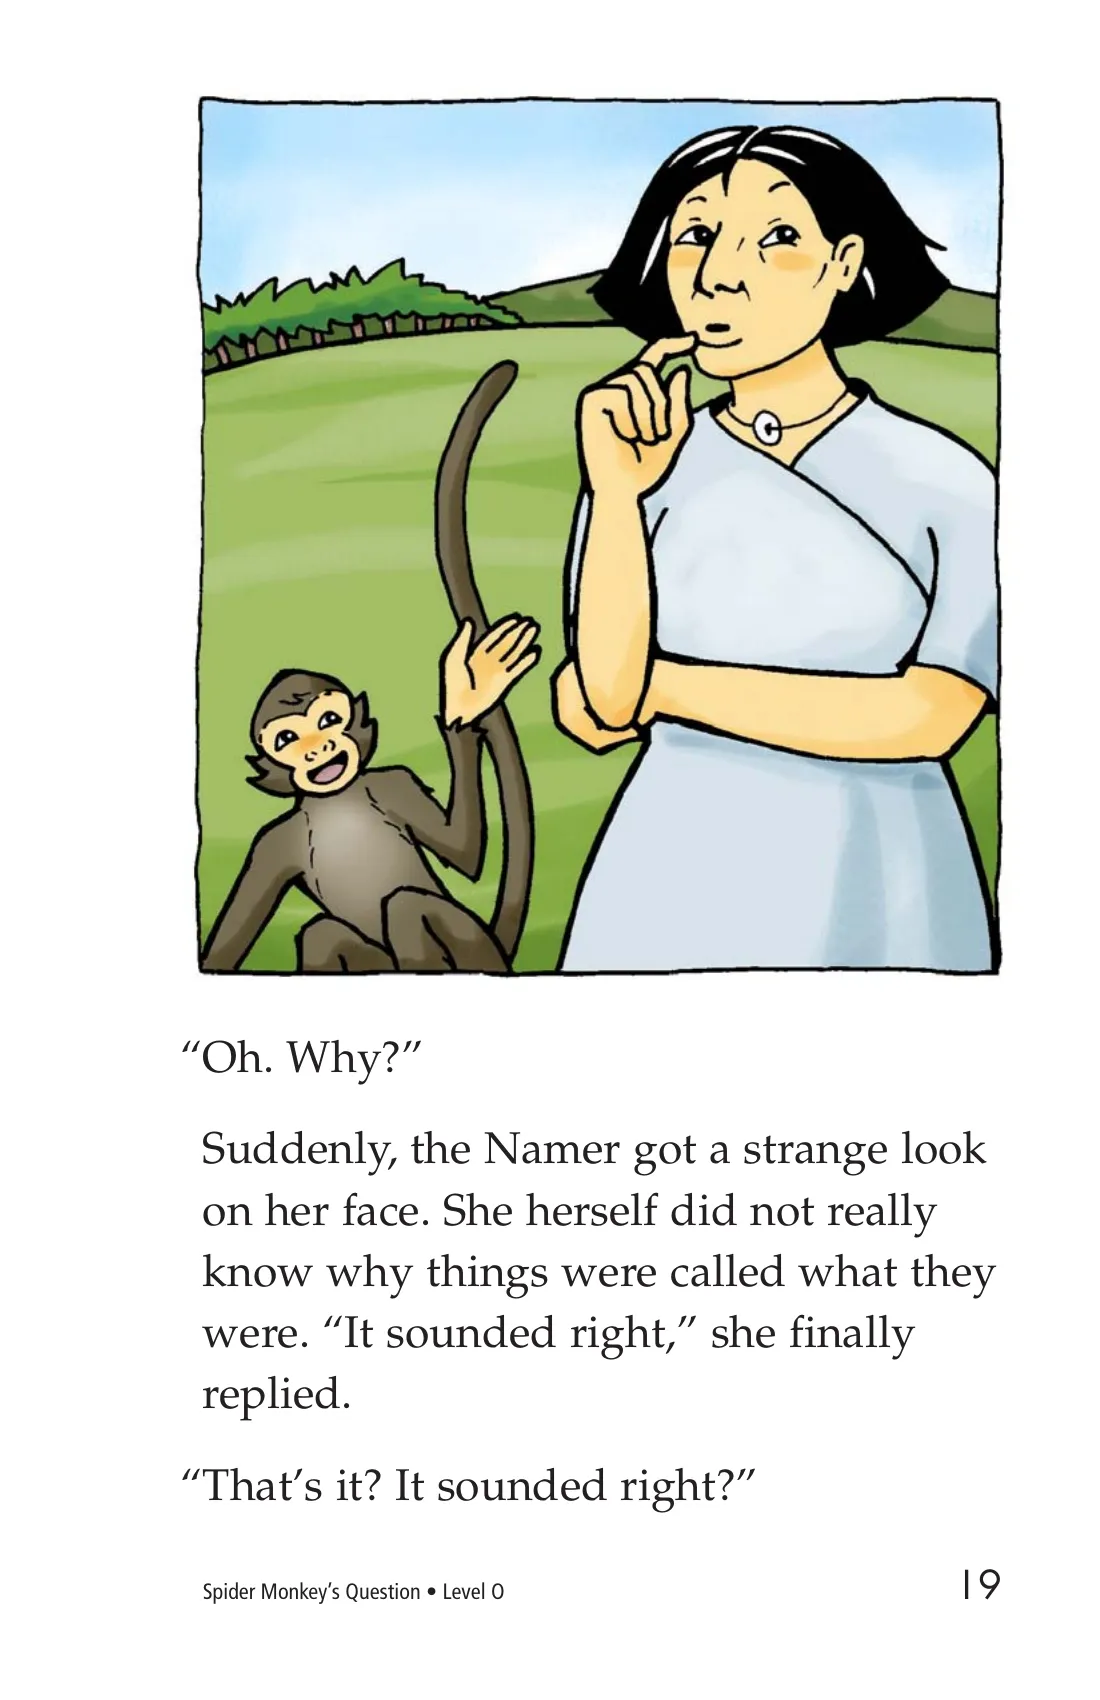 “Oh. Why?”
Suddenly, the Namer got a strange look
on her face. She herself did not really
know why things were called what they
were. “It sounded right,” she finally
replied.
“That’s it? It sounded right?”
Spider Monkey’s Question • Level O
19